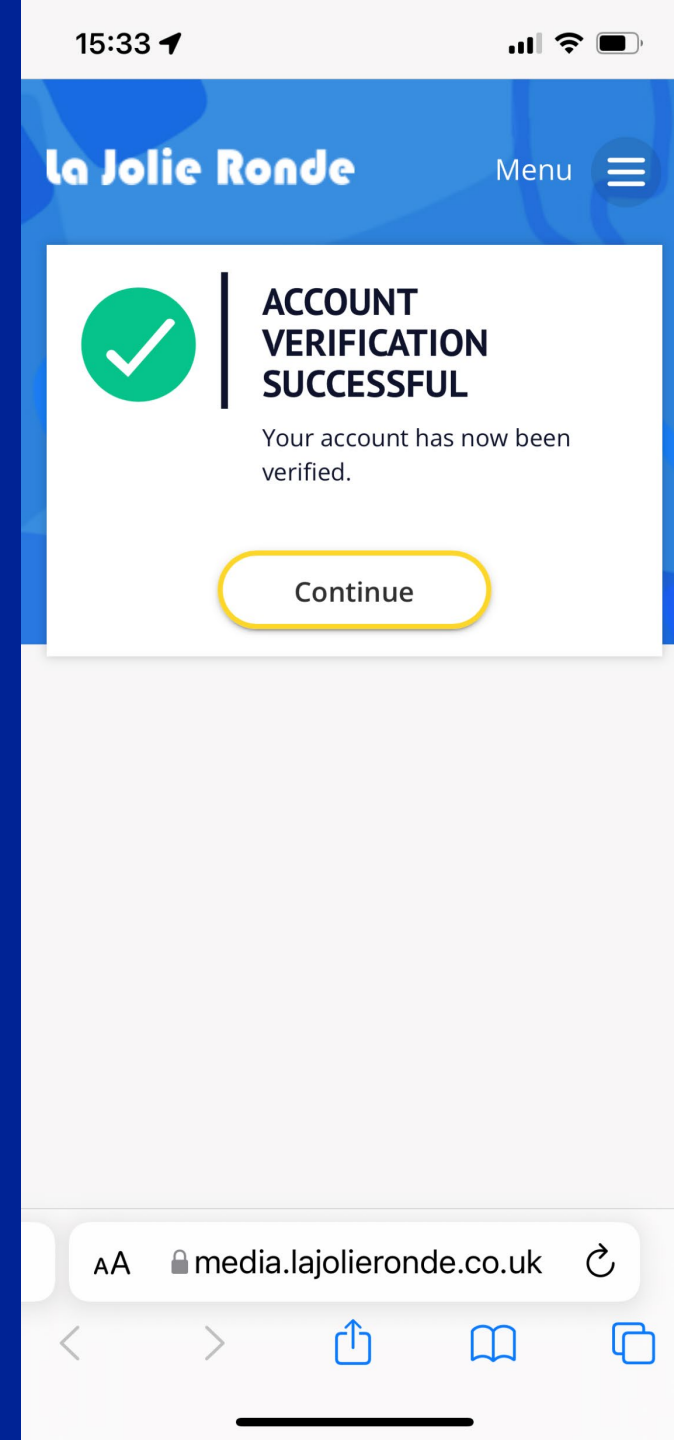 15:33
La Jolie Ronde
Menu
ACCOUNT
VERIFICATION
SUCCESSFUL
Your account has now been
verified.
Continue
AA media.lajolieronde.co.uk